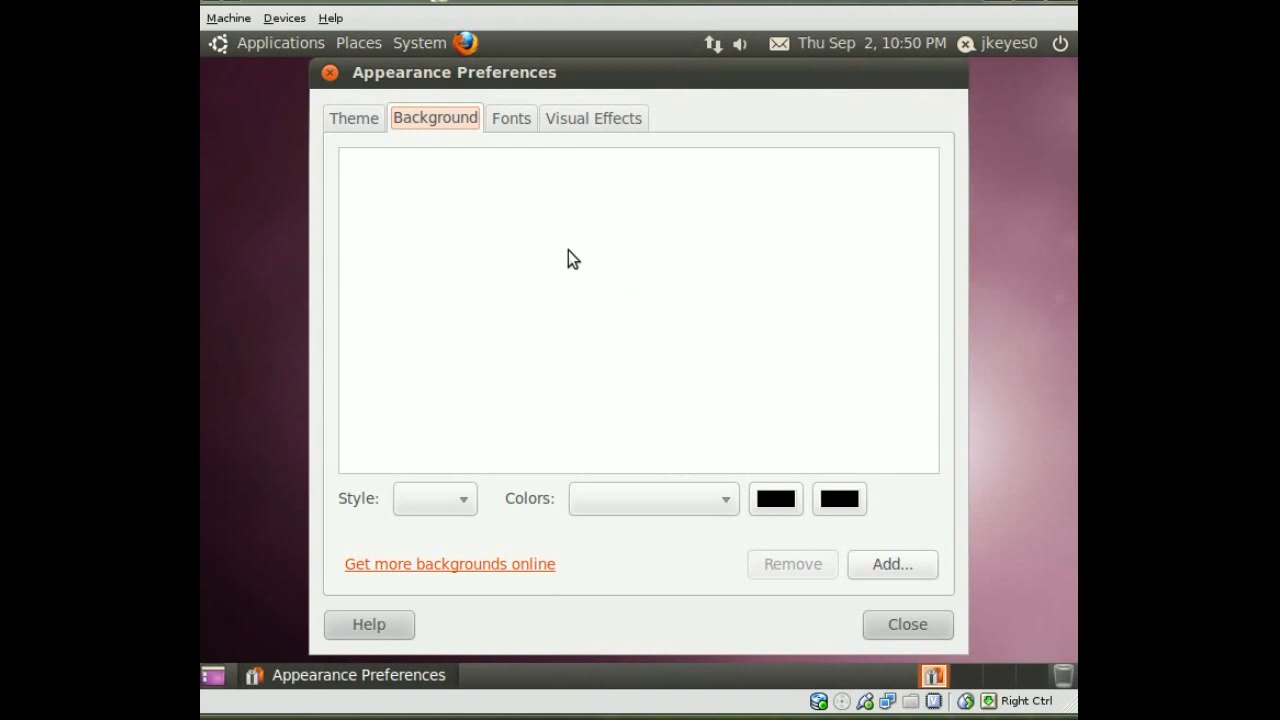 Machine Devices Help
Applications Places System Thu Sep 2, 10:50 PM jkeyes0
Appearance Preferences
Theme Background Fonts Visual Effects
Style: Colors:
Get more backgrounds online Remove Add...
Help Close
Appearance Preferences
Right Ctrl